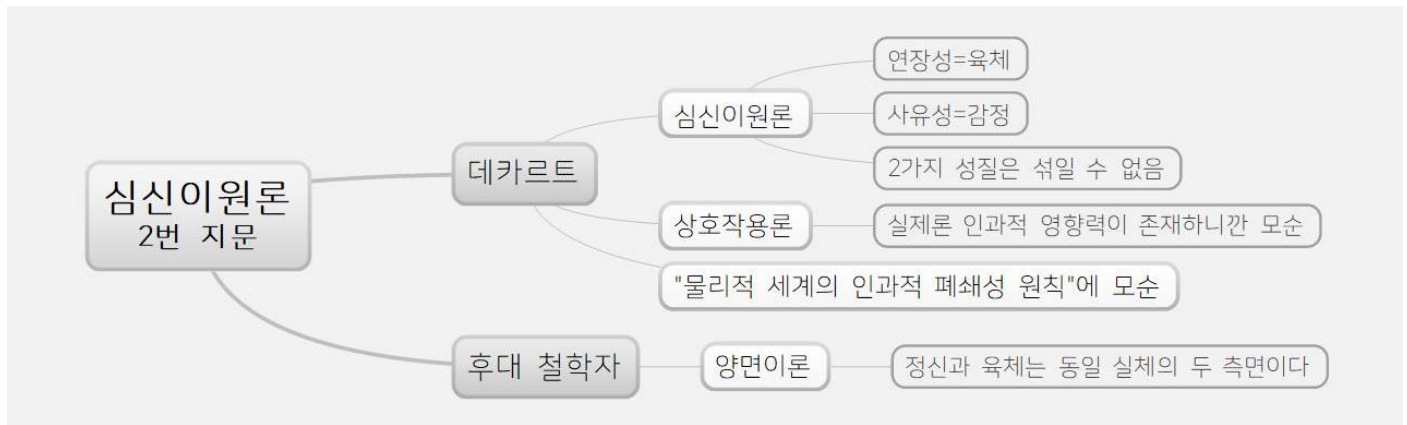 심신이원론
2번 지문
데카르트
심신이원론
연장성=육체
사유성=감정
2가지 성질은 섞일 수 없음
상호작용론
실제론 인과적 영향력이 존재하니깐 모순
"물리적 세계의 인과적 폐쇄성 원칙"에 모순
후대 철학자
양면이론
정신과 육체는 동일 실체의 두 측면이다